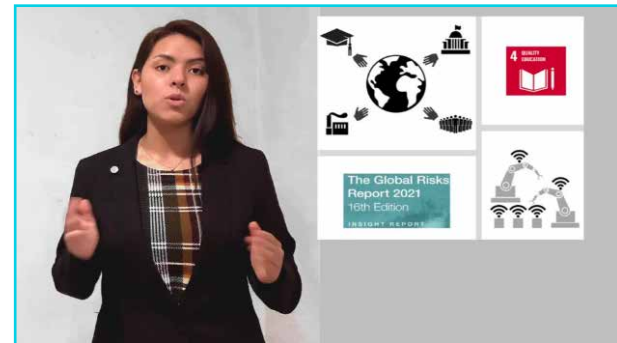 4 QUALITY
EDUCATION
The Global Risks
Report 2021
16th Edition
INSIGHT REPORT